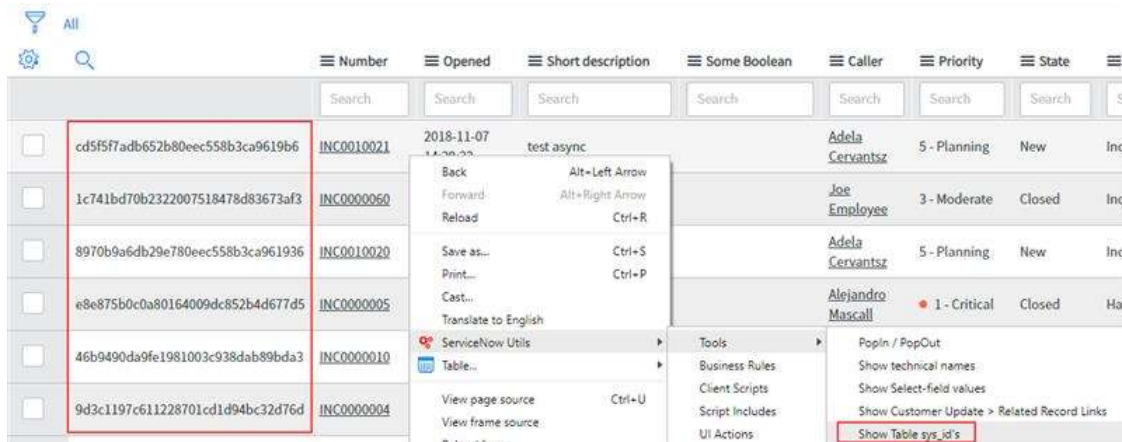 All
Number Opened Short description Some Boolean Caller Priority State
Search Search Search Search Search Search Search
cd5f5f7adb652b80eec558b3ca9619b6 INC0010021 2018-11-07 test async Adela Cervantsz 5 - Planning New Inc
1c741bd70b2322007518478d83673af3 INC0000060 Joe Employee 3 - Moderate Closed Inc
8970b9a6db29e780eec558b3ca961936 INC0010020 Adela Cervantsz 5 - Planning New Inc
e8e875b0c0a80164009dc852b4d677d5 INC0000005 Alejandro Mascall 1 - Critical Closed Ha
46b9490da9fe1981003c938dab89bda3 INC0000010
9d3c1197c611228701cd1d94bc32d76d INC0000004
Back Alt+Left Arrow
Forward Alt+Right Arrow
Reload Ctrl+R
Save as... Ctrl+S
Print... Ctrl+P
Cast...
Translate to English
ServiceNow Utils
Table...
View page source Ctrl+U
View frame source
Tools
Business Rules
Client Scripts
Script Includes
UI Actions
PopIn / PopOut
Show technical names
Show Select-field values
Show Customer Update > Related Record Links
Show Table sys_id's